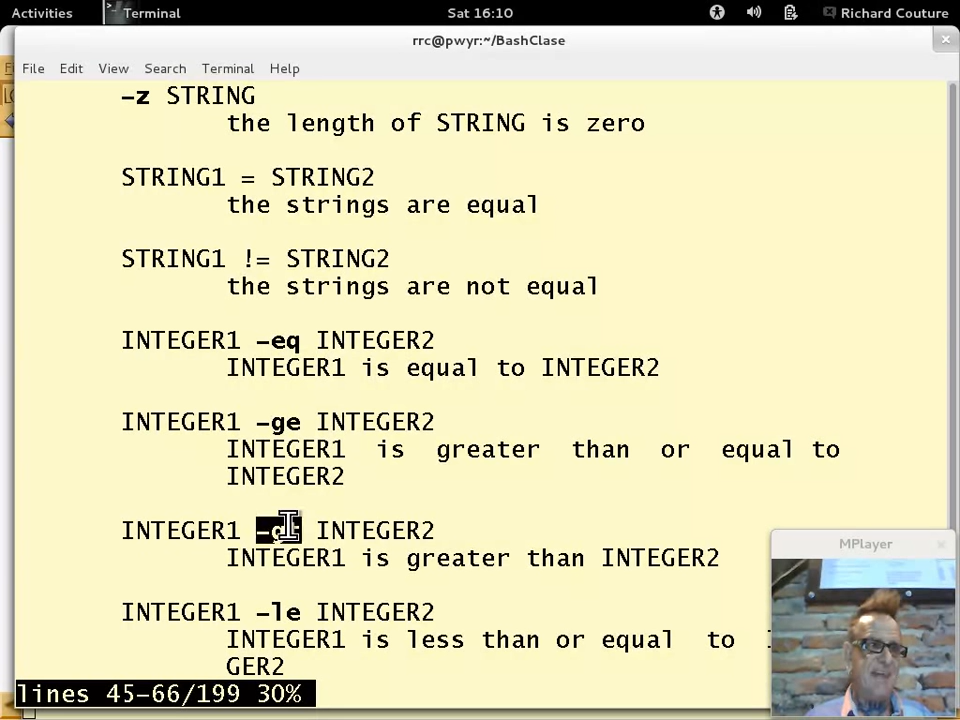 Activities Terminal Sat 16:10 Richard Couture
rrc@pwyr:~/BashClase
File Edit View Search Terminal Help
-z STRING
the length of STRING is zero
STRING1 = STRING2
the strings are equal
STRING1 != STRING2
the strings are not equal
INTEGER1 -eq INTEGER2
INTEGER1 is equal to INTEGER2
INTEGER1 -ge INTEGER2
INTEGER1 is greater than or equal to
INTEGER2
INTEGER1 -gt INTEGER2
INTEGER1 is greater than INTEGER2
INTEGER1 -le INTEGER2
INTEGER1 is less than or equal to
GER2
lines 45-66/199 30%
MPlayer